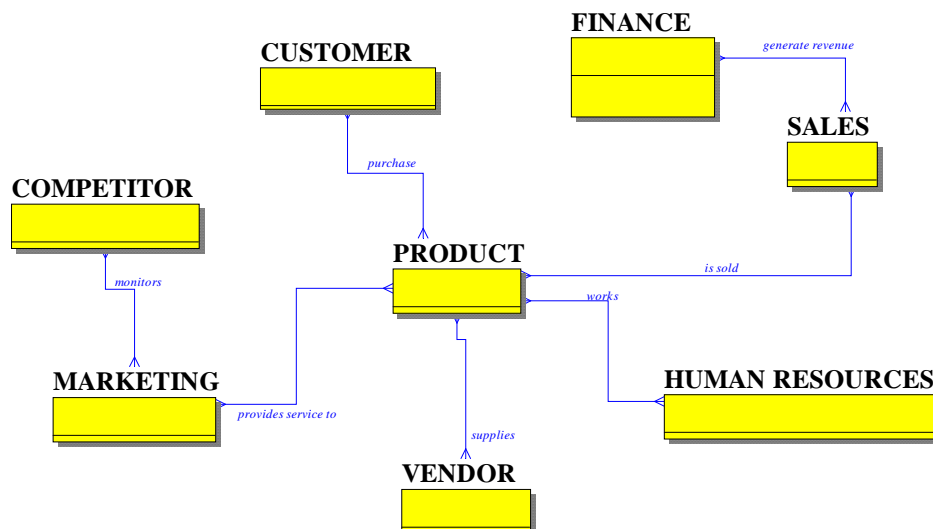 FINANCE
generate revenue
CUSTOMER
SALES
purchase
COMPETITOR
PRODUCT
is sold
monitors
works
MARKETING
HUMAN RESOURCES
provides service to
supplies
VENDOR